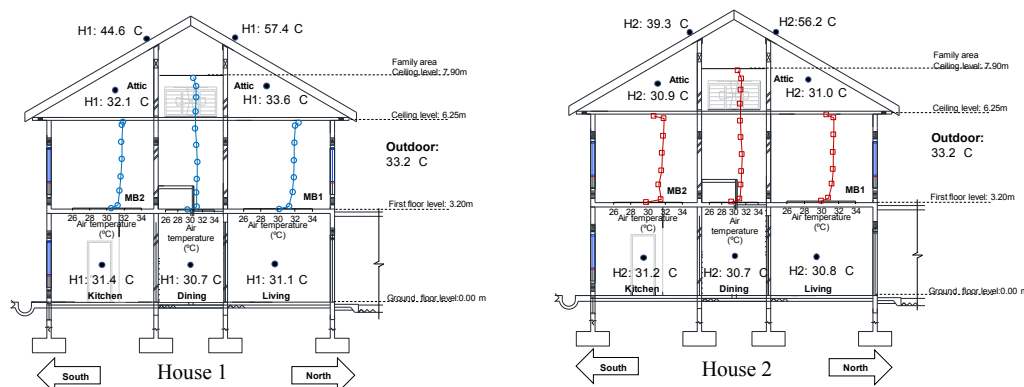 H1: 44.6 C
H1: 57.4 C
Family area
Ceiling level: 7.90m
Attic
Attic
H1: 32.1 C
H1: 33.6 C
Ceiling level: 6.25m
Outdoor:
33.2 C
MB2
MB1
First floor level: 3.20m
26 28 30 32 34
26 28 30 32 34
26 28 30 32 34
Air temperature
(ºC)
Air
temperature
(ºC)
Air temperature
(ºC)
H1: 31.4 C
H1: 30.7 C
H1: 31.1 C
Kitchen
Dining
Living
Ground floor level:0.00 m
South
House 1
North
H2: 39.3 C
H2:56.2 C
Family area
Ceiling level: 7.90m
Attic
Attic
H2: 30.9 C
H2: 31.0 C
Ceiling level: 6.25m
Outdoor:
33.2 C
MB2
MB1
First floor level: 3.20m
26 28 30 32 34
26 28 30 32 34
26 28 30 32 34
Air temperature
(ºC)
Air
temperature
(ºC)
Air temperature
(ºC)
H2: 31.2 C
H2: 30.7 C
H2: 30.8 C
Kitchen
Dining
Living
Ground floor level:0.00 m
South
House 2
North